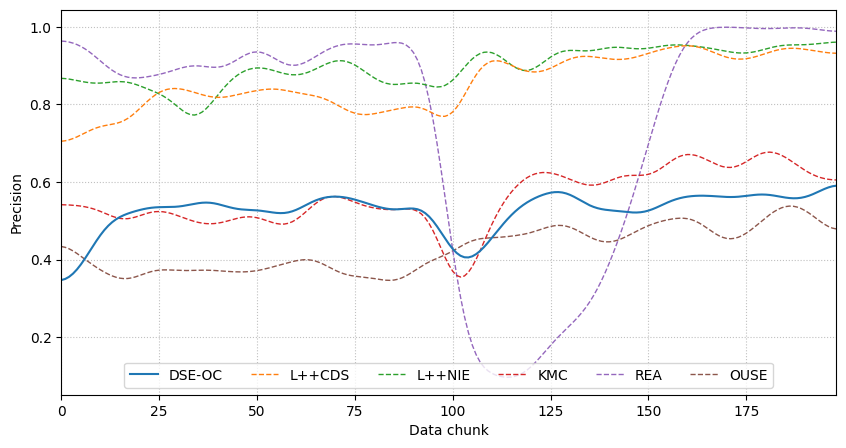 1.0
0.8
0.6
0.4
0.2
Precision
DSE-OC L++CDS L++NIE KMC REA OUSE
0 25 50 75 100 125 150 175
Data chunk